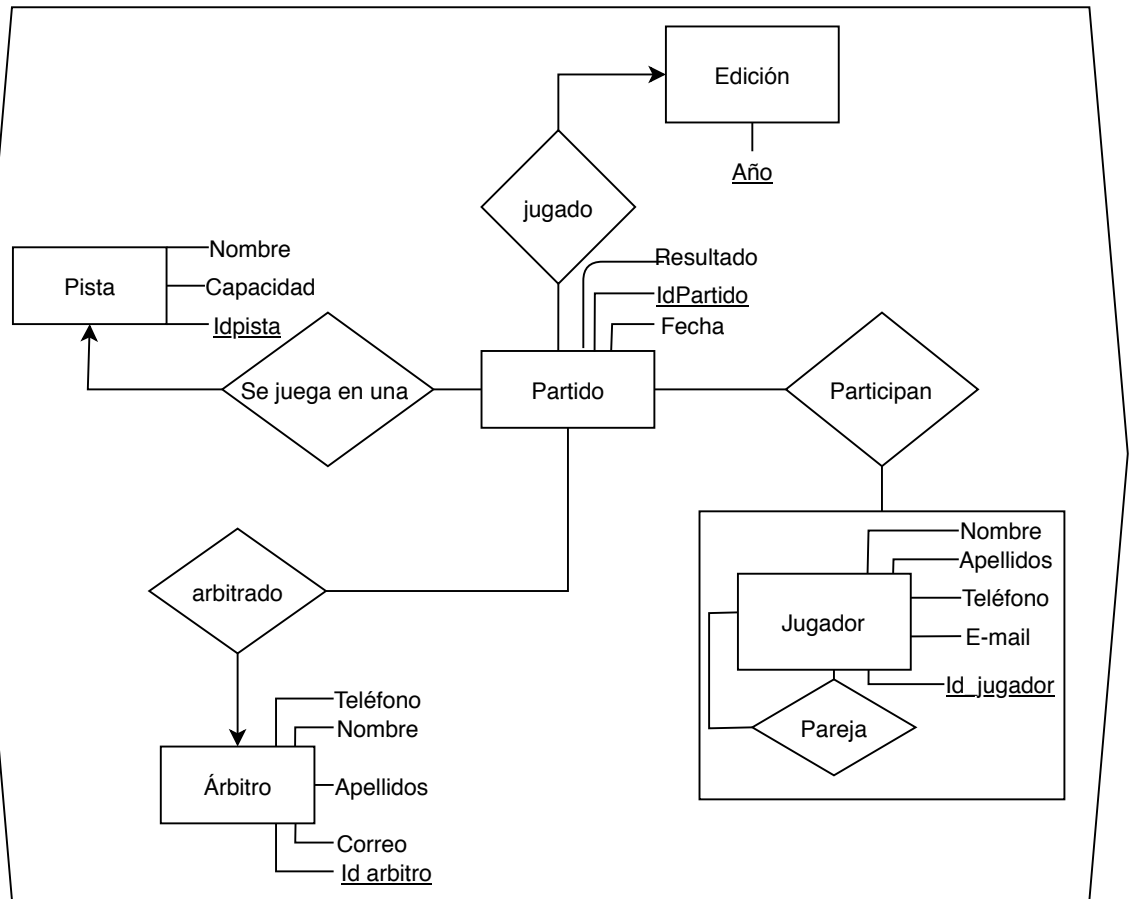 Edición
Año
jugado
Nombre
Pista
Capacidad
Idpista
Resultado
IdPartido
Fecha
Se juega en una
Partido
Participan
Nombre
Apellidos
Teléfono
Jugador
E-mail
Id_jugador
Pareja
arbitrado
Teléfono
Nombre
Árbitro
Apellidos
Correo
Id arbitro